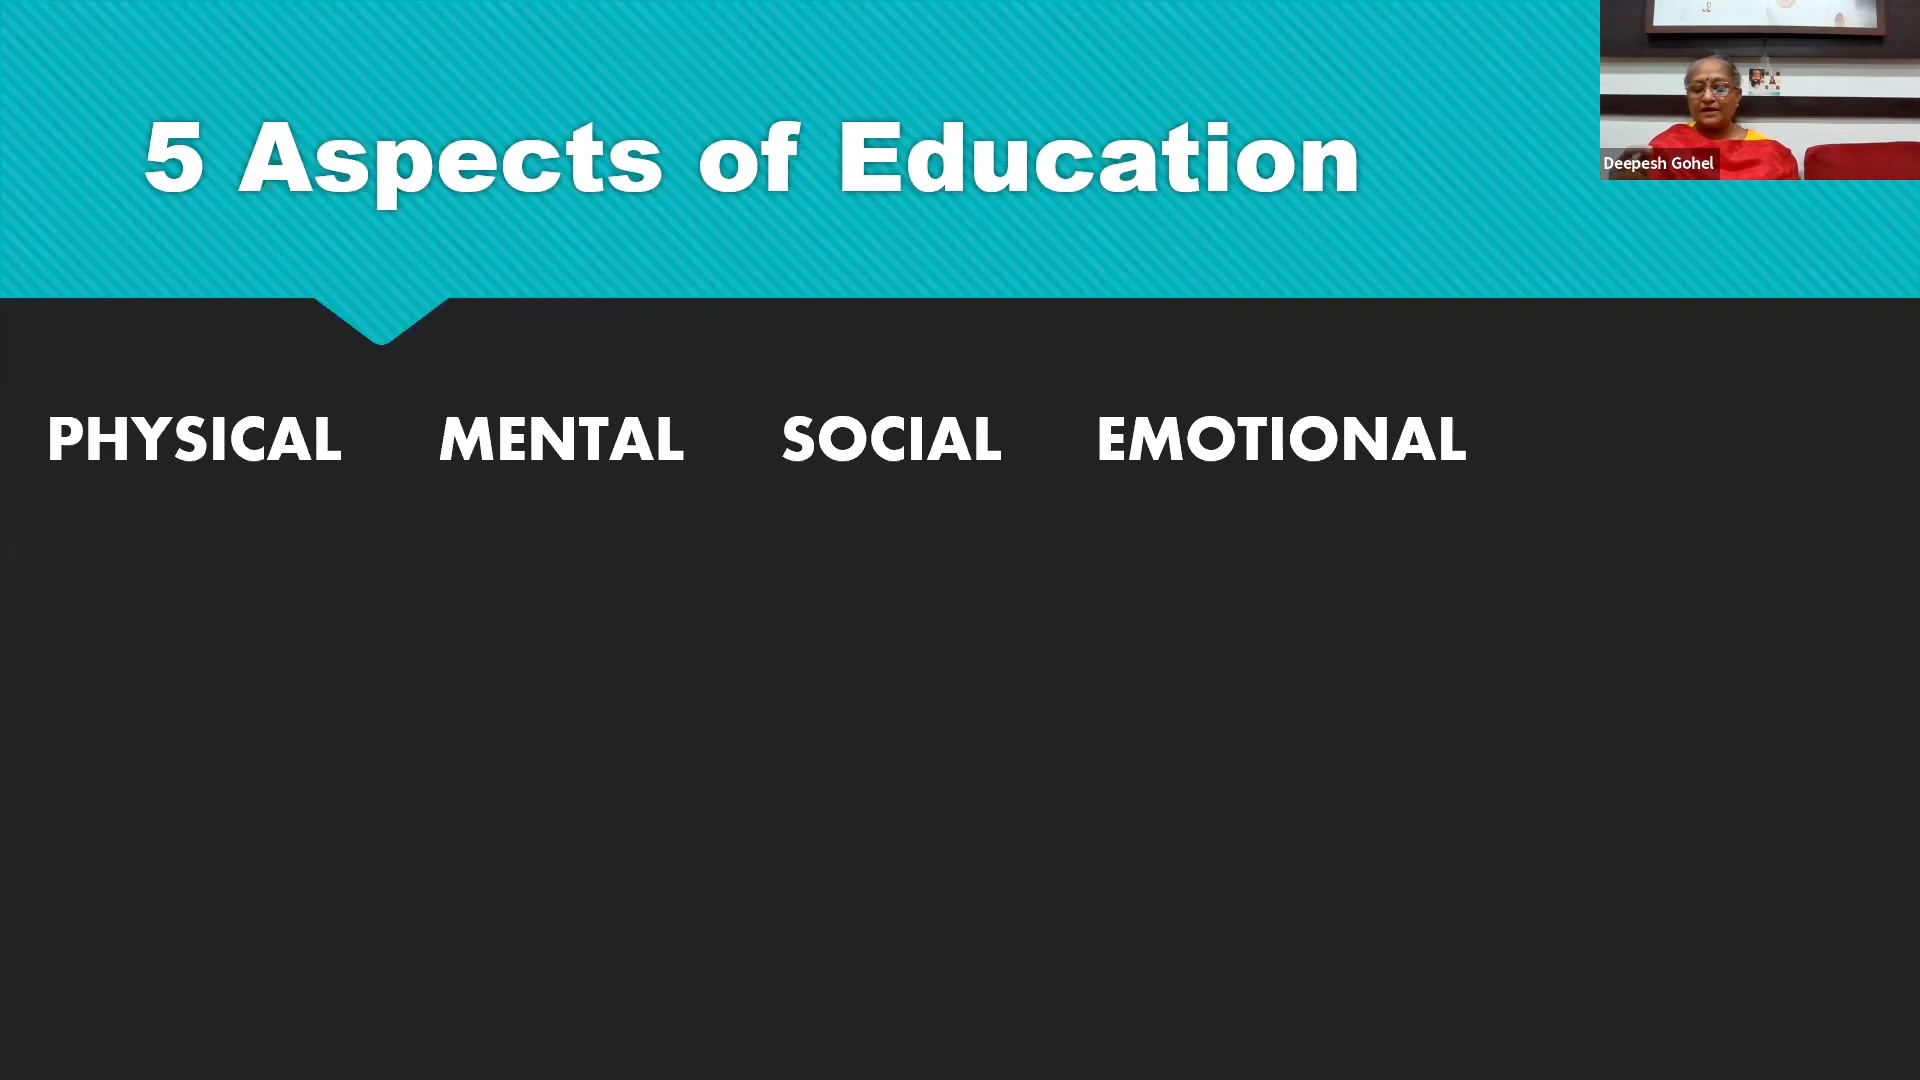 5 Aspects of Education
Deepesh Gohel
PHYSICAL MENTAL SOCIAL EMOTIONAL